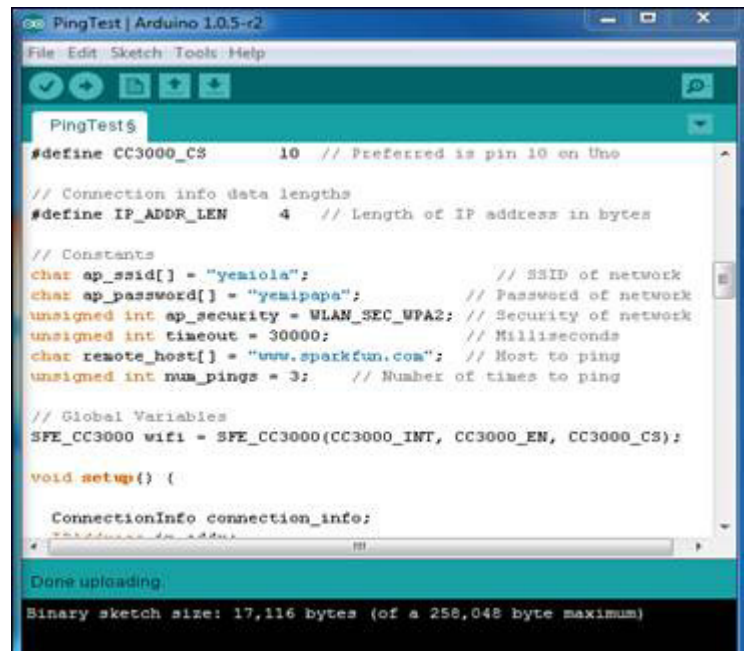 PingTest | Arduino 1.0.5-r2
File Edit Sketch Tools Help
PingTest§
#define CC3000_CS 10 // Preferred is pin 10 on Uno
// Connection info data lengths
#define IP_ADDR_LEN 4 // Length of IP address in bytes
// Constants
char ap_ssid[] = "yemiola"; // SSID of network
char ap_password[] = "yemipapa"; // Password of network
unsigned int ap_security = WLAN_SEC_WPA2; // Security of network
unsigned int timeout = 30000; // Milliseconds
char remote_host[] = "www.sparkfun.com"; // Host to ping
unsigned int num_pings = 3; // Number of times to ping
// Global Variables
SFE_CC3000 wifi = SFE_CC3000(CC3000_INT, CC3000_EN, CC3000_CS);
void setup() {
ConnectionInfo connection_info;
Done uploading.
Binary sketch size: 17,116 bytes (of a 258,048 byte maximum)